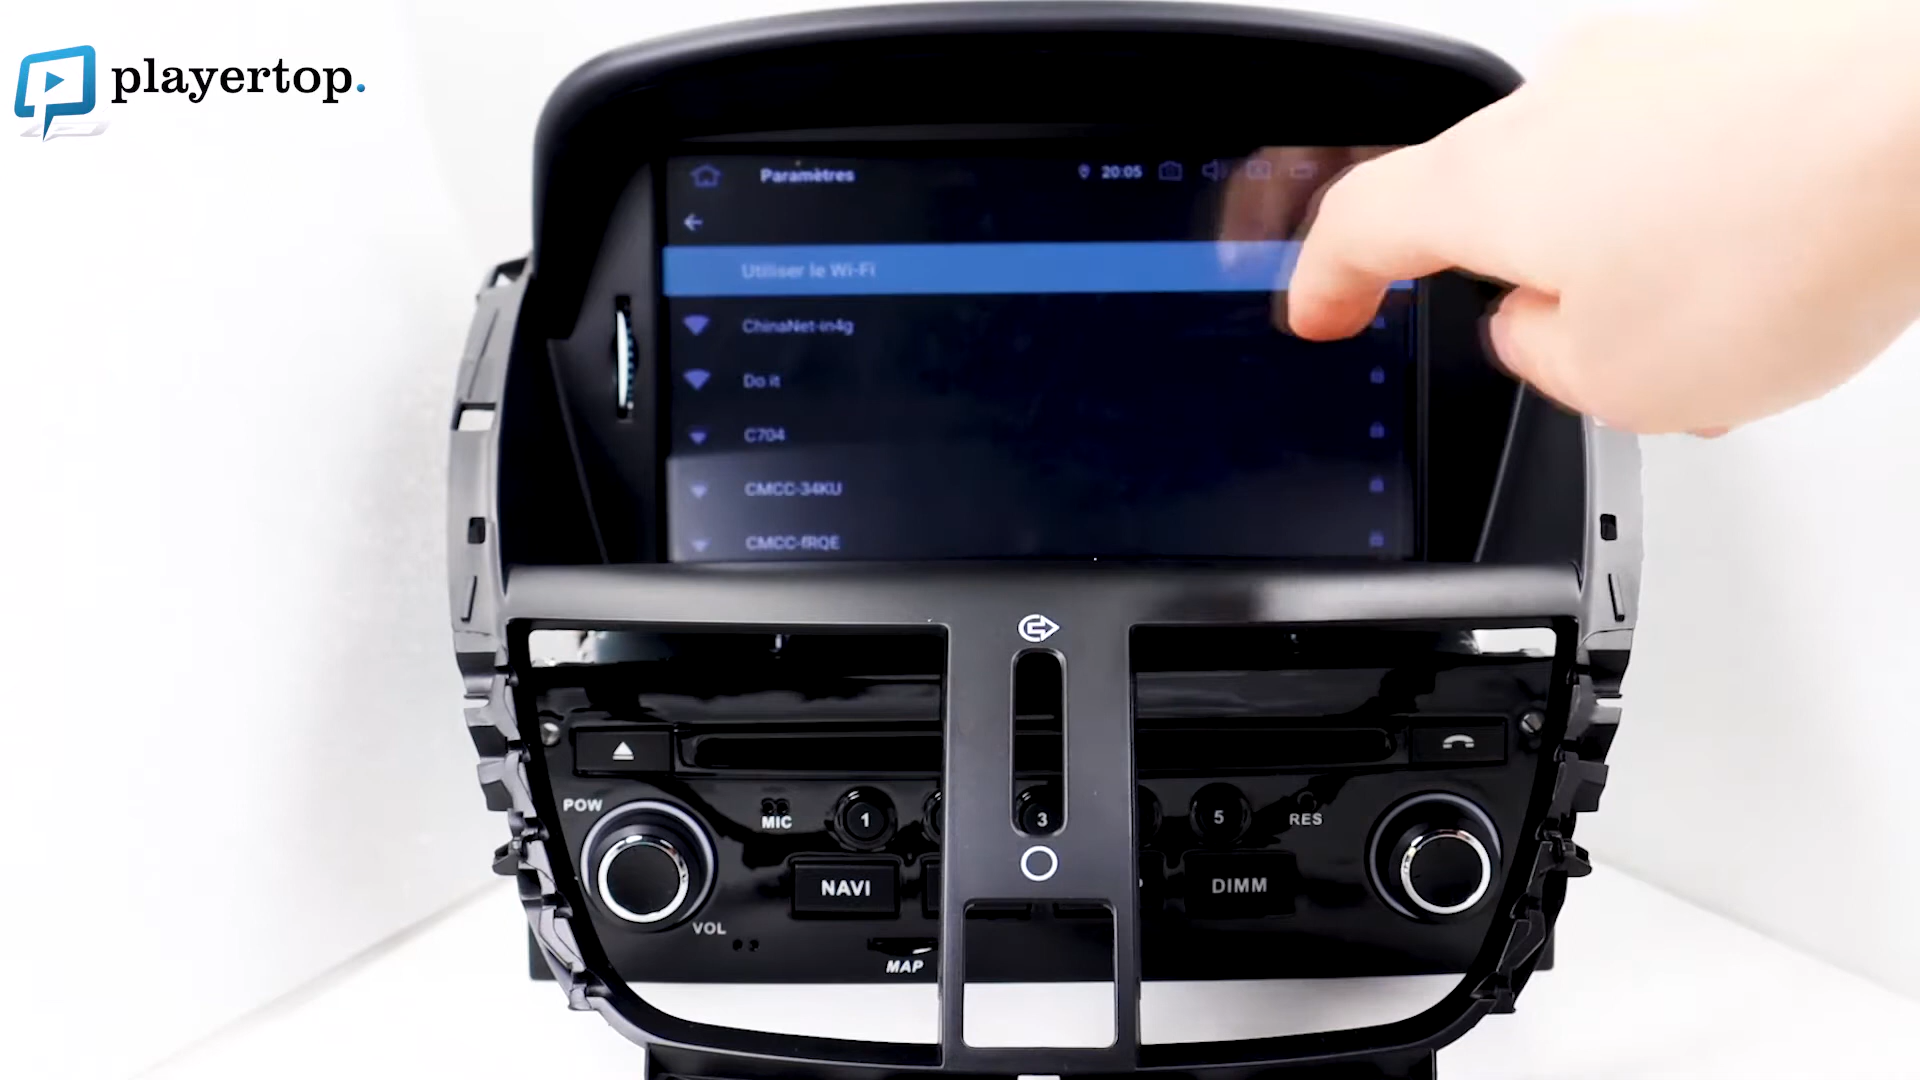 playertop.
Paramètres
20:05
Utiliser le Wi-Fi
ChinaNet-in4g
Do it
C704
CMCC-34KU
CMCC-fRQE
POW
MIC
1
3
5
RES
NAVI
DIMM
VOL
MAP